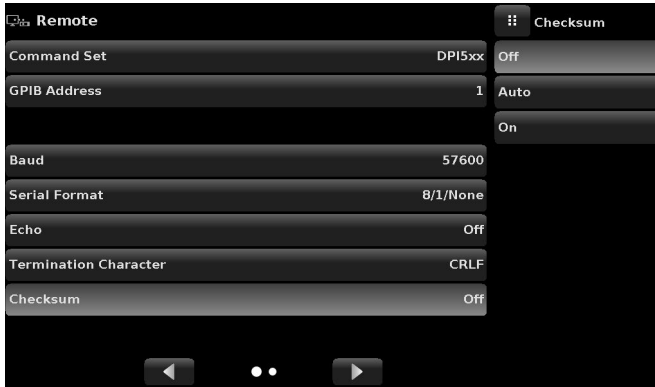 Remote
Command Set DPI5xx
GPIB Address 1
Baud 57600
Serial Format 8/1/None
Echo Off
Termination Character CRLF
Checksum Off
Checksum
Off
Auto
On